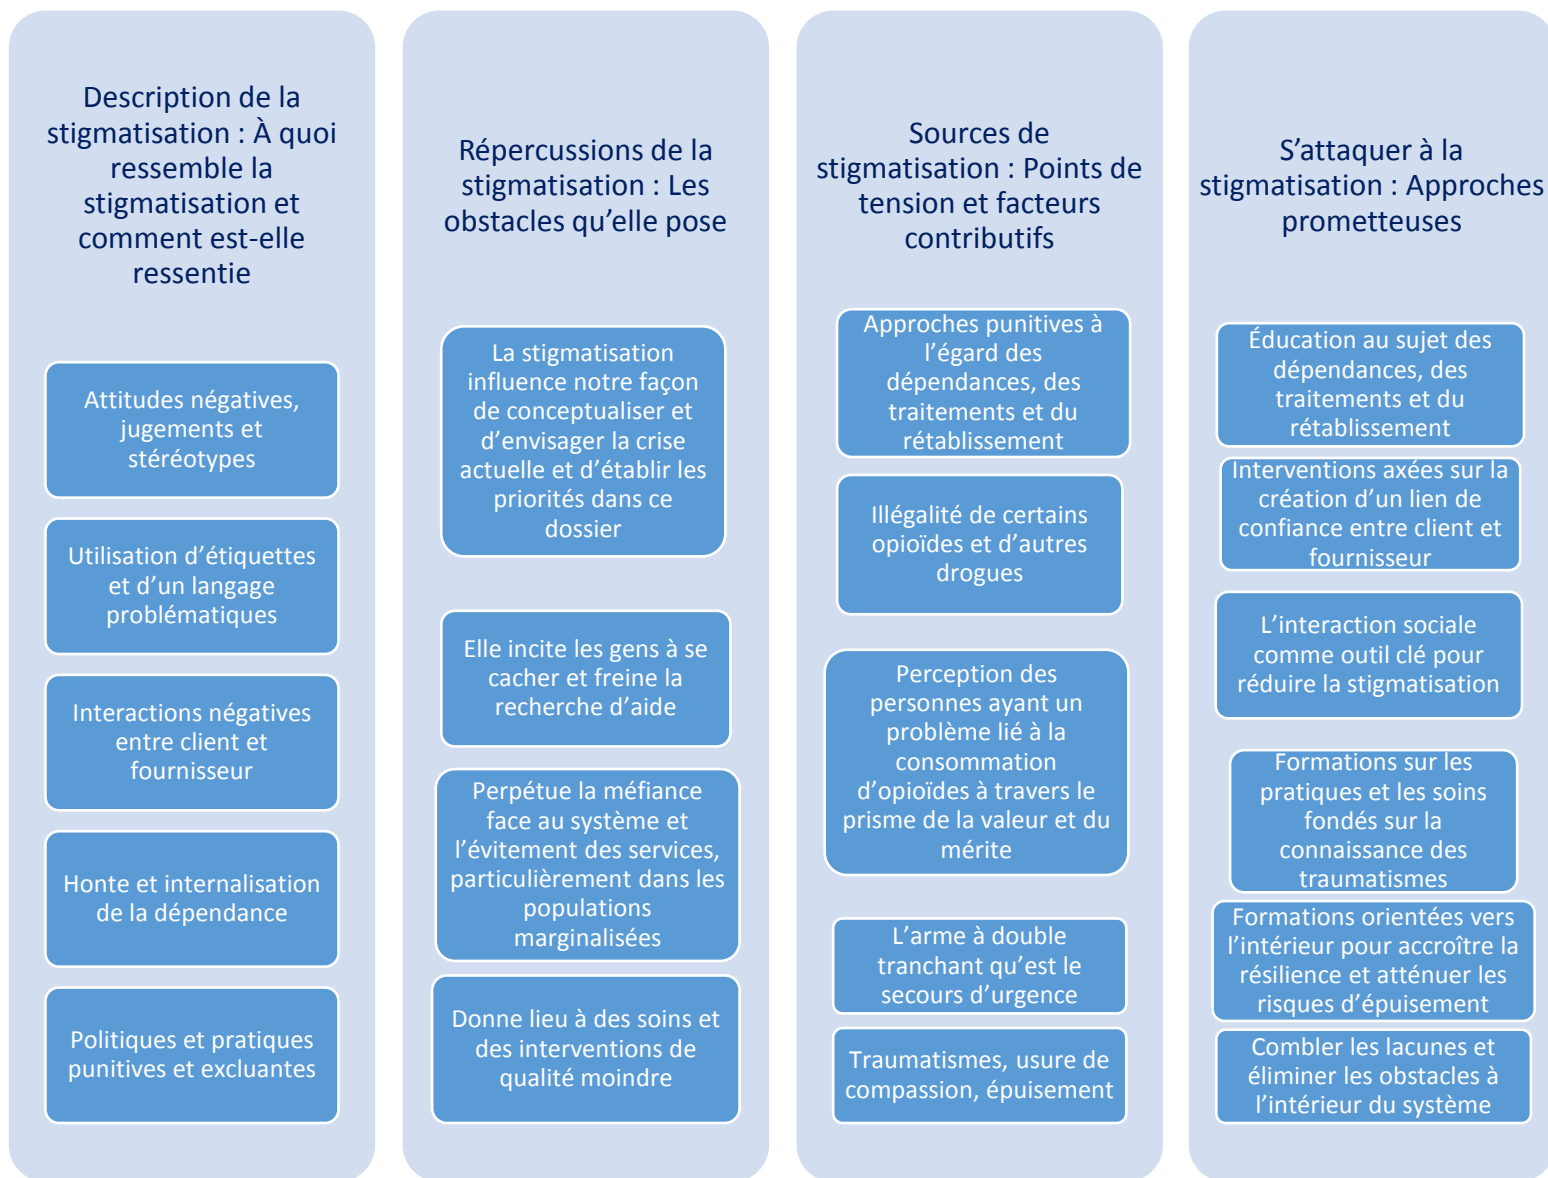 Description de la
stigmatisation : À quoi
ressemble la
stigmatisation et
comment est-elle
ressentie
Attitudes négatives,
jugements et
stéréotypes
Utilisation d’étiquettes
et d’un langage
problématiques
Interactions négatives
entre client et
fournisseur
Honte et internalisation
de la dépendance
Politiques et pratiques
punitives et excluantes
Répercussions de la
stigmatisation : Les
obstacles qu’elle pose
La stigmatisation
influence notre façon
de conceptualiser et
d’envisager la crise
actuelle et d’établir les
priorités dans ce
dossier
Elle incite les gens à se
cacher et freine la
recherche d’aide
Perpétue la méfiance
face au système et
l’évitement des services,
particulièrement dans les
populations
marginalisées
Donne lieu à des soins et
des interventions de
qualité moindre
Sources de
stigmatisation : Points de
tension et facteurs
contributifs
Approches punitives à
l’égard des
dépendances, des
traitements et du
rétablissement
Illégalité de certains
opioïdes et d’autres
drogues
Perception des
personnes ayant un
problème lié à la
consommation
d’opioïdes à travers le
prisme de la valeur et du
mérite
L’arme à double
tranchant qu’est le
secours d’urgence
Traumatismes, usure de
compassion, épuisement
S’attaquer à la
stigmatisation : Approches
prometteuses
Éducation au sujet des
dépendances, des
traitements et du
rétablissement
Interventions axées sur la
création d’un lien de
confiance entre client et
fournisseur
L’interaction sociale
comme outil clé pour
réduire la stigmatisation
Formations sur les
pratiques et les soins
fondés sur la
connaissance des
traumatismes
Formations orientées vers
l’intérieur pour accroître la
résilience et atténuer les
risques d’épuisement
Combler les lacunes et
éliminer les obstacles à
l’intérieur du système